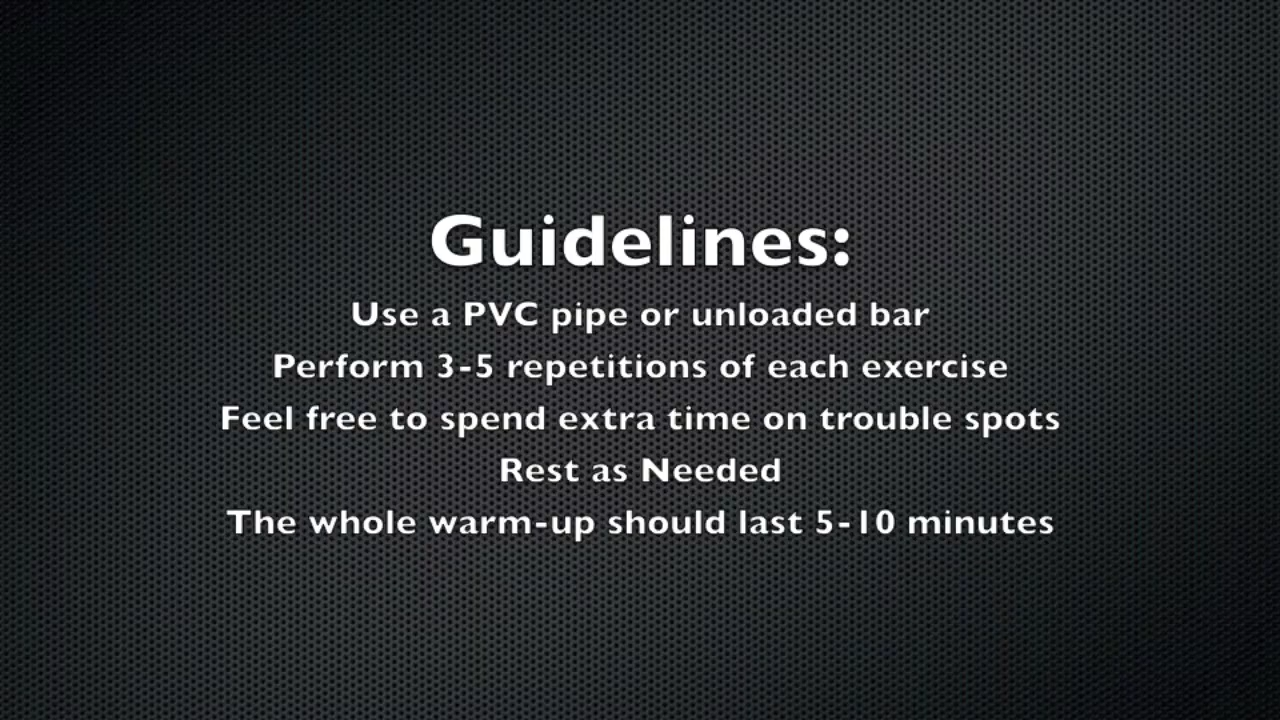 Guidelines:
Use a PVC pipe or unloaded bar
Perform 3-5 repetitions of each exercise
Feel free to spend extra time on trouble spots
Rest as Needed
The whole warm-up should last 5-10 minutes